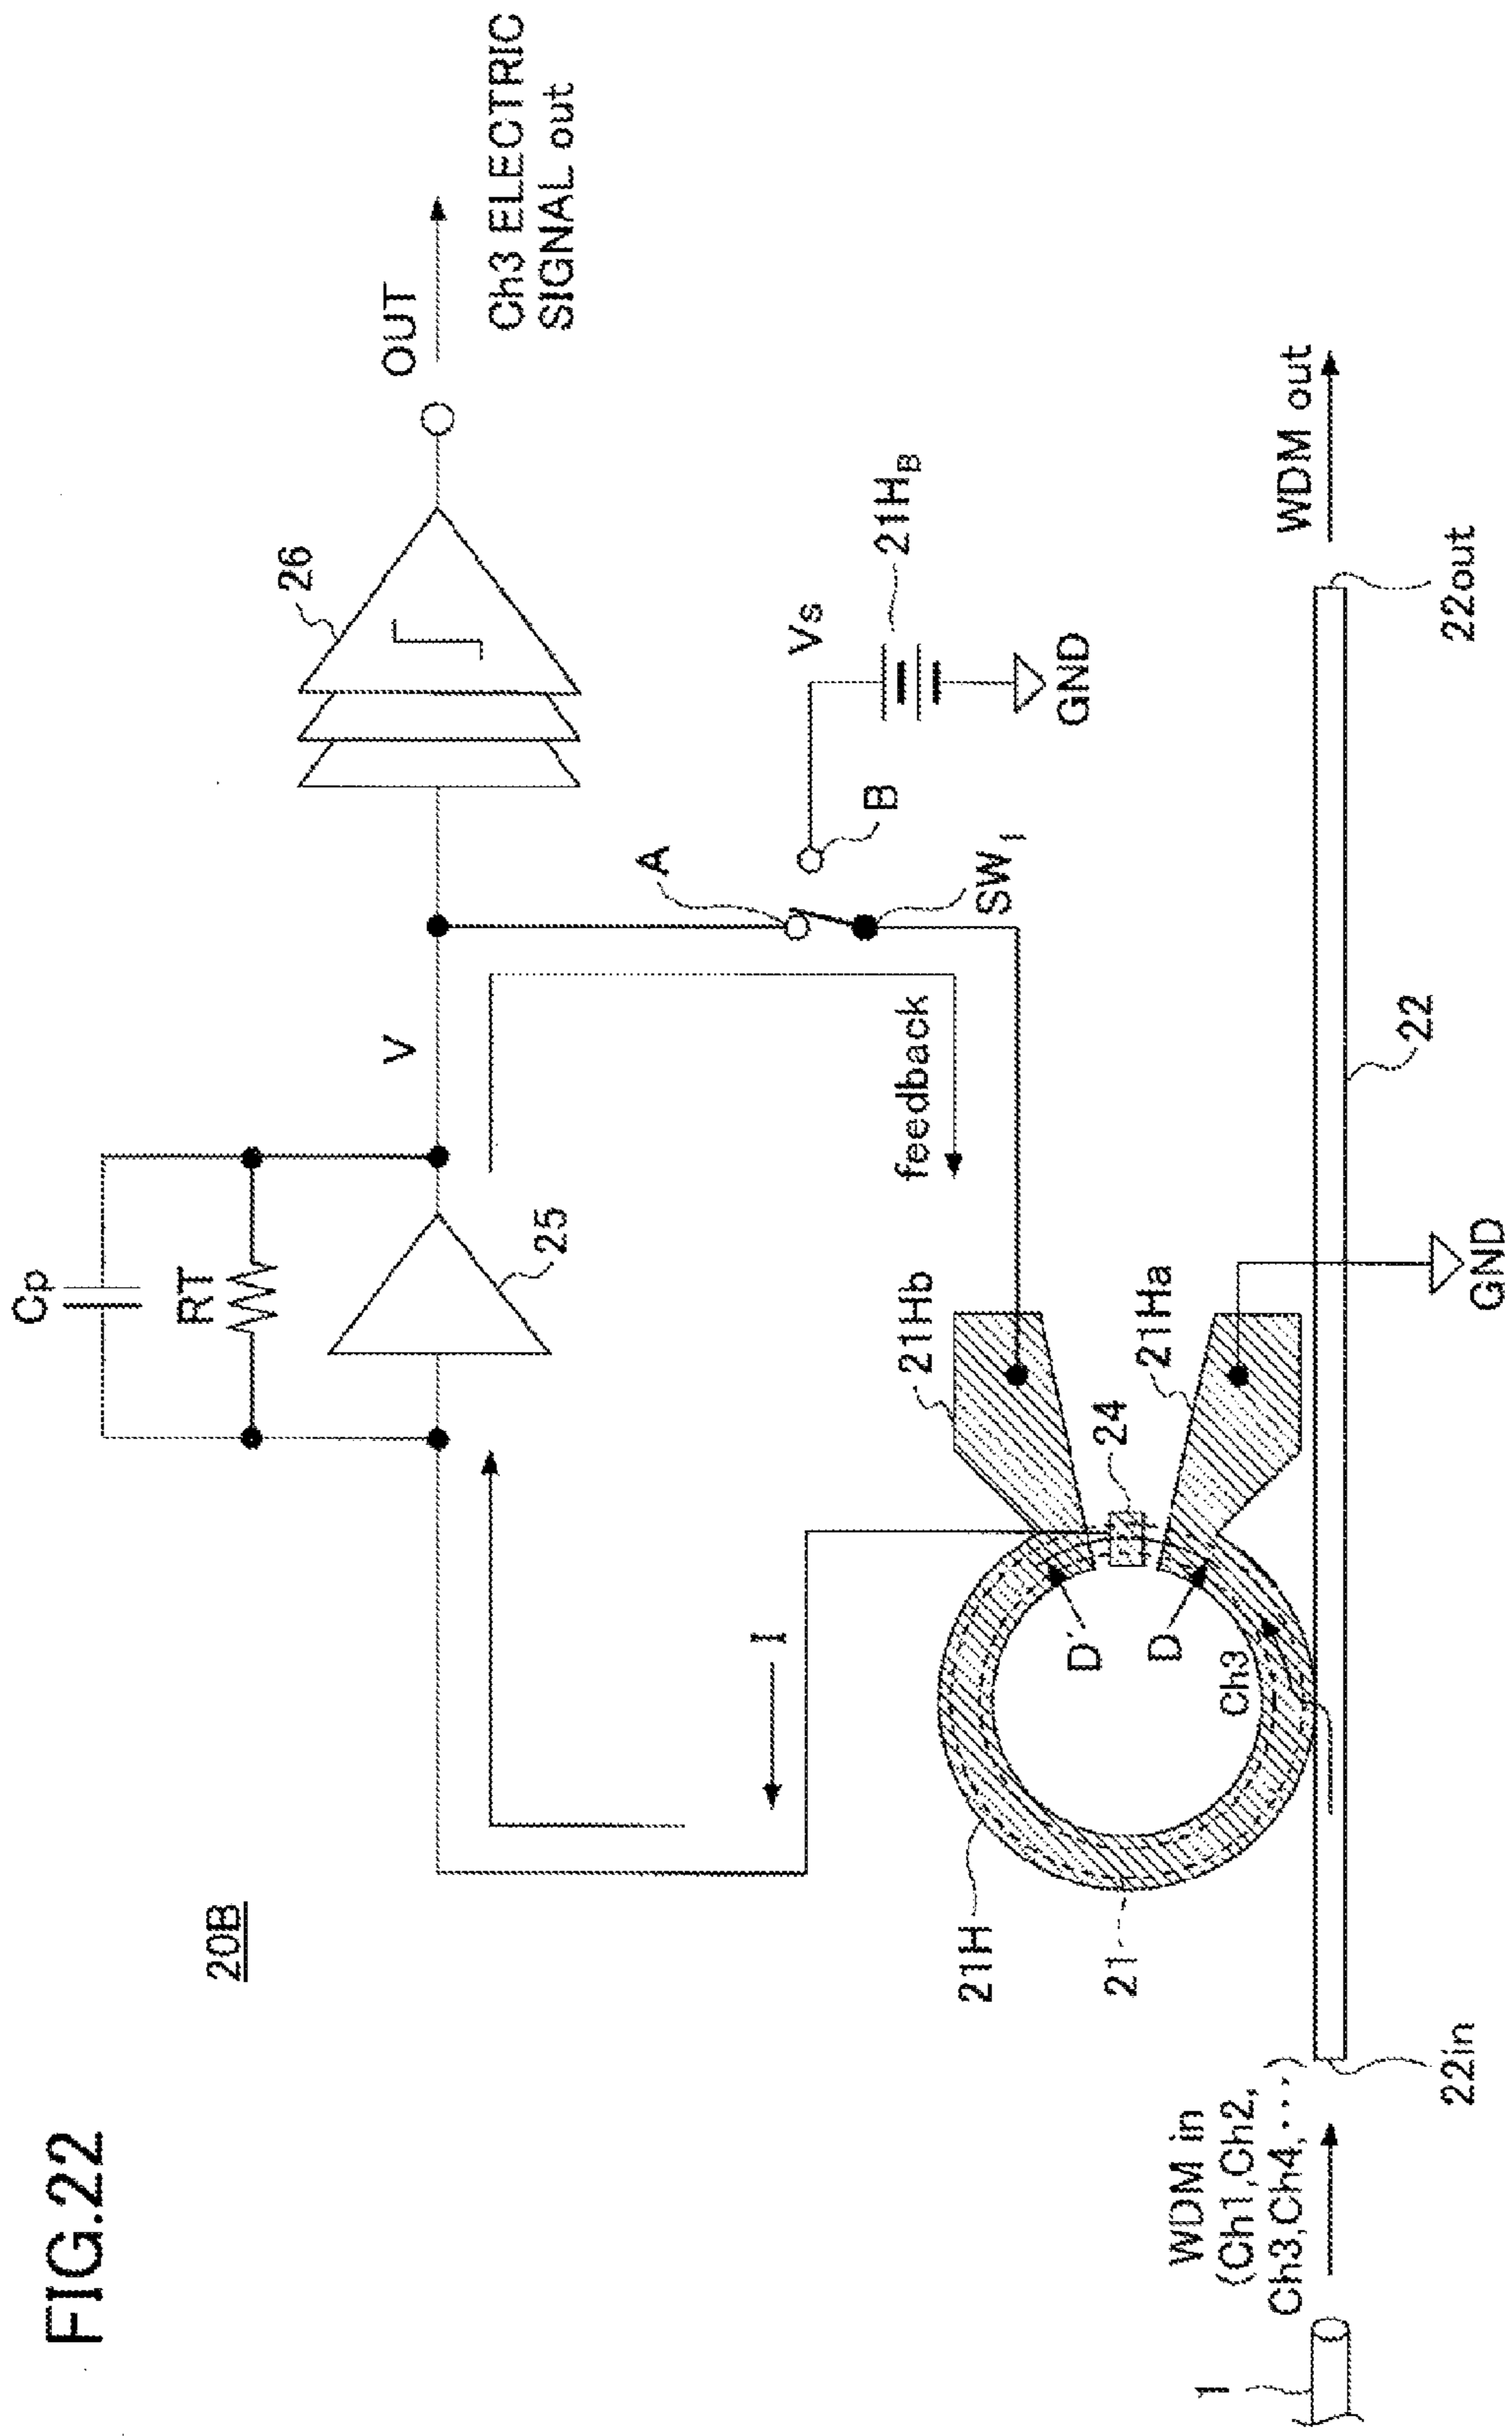 FIG.22
20B
Cp
RT
25
V
26
OUT
Ch3 ELECTRIC
SIGNAL out
I
feedback
A
B
SW1
Vs
21HB
GND
21H
21
D'
D
Ch3
21Hb
24
21Ha
GND
1
WDM in
(Ch1,Ch2,
Ch3,Ch4,···)
22in
22
22out
WDM out